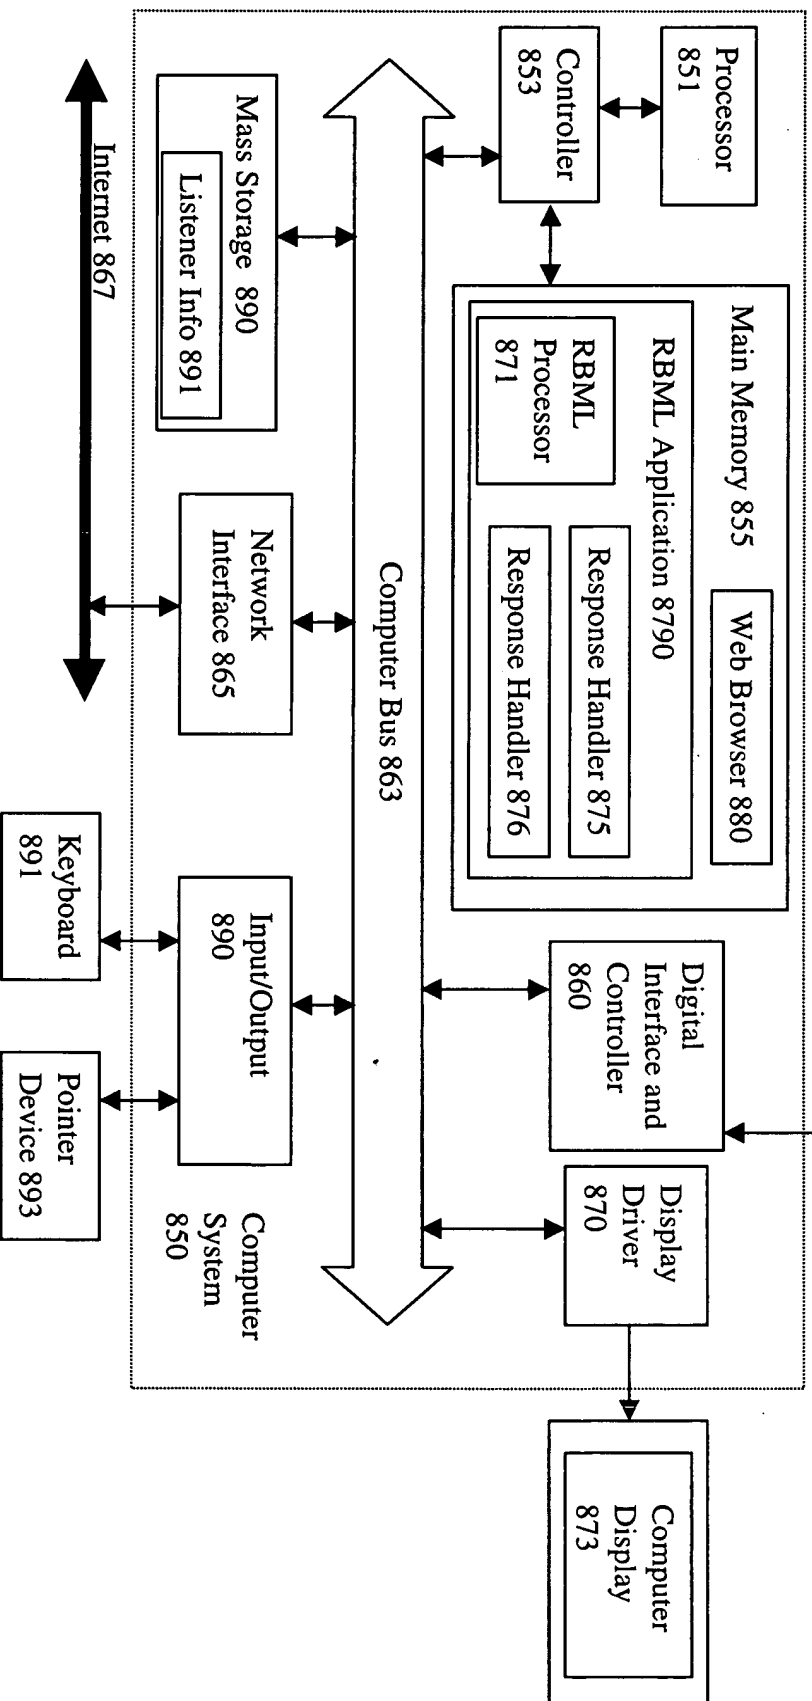 Processor
851
Controller
853
Main Memory 855
Web Browser 880
RBML Application 8790
RBML
Processor
871
Response Handler 875
Response Handler 876
Digital
Interface and
Controller
860
Display
Driver
870
Computer
Display
873
Computer Bus 863
Mass Storage 890
Listener Info 891
Network
Interface 865
Input/Output
890
Computer
System
850
Internet 867
Keyboard
891
Pointer
Device 893